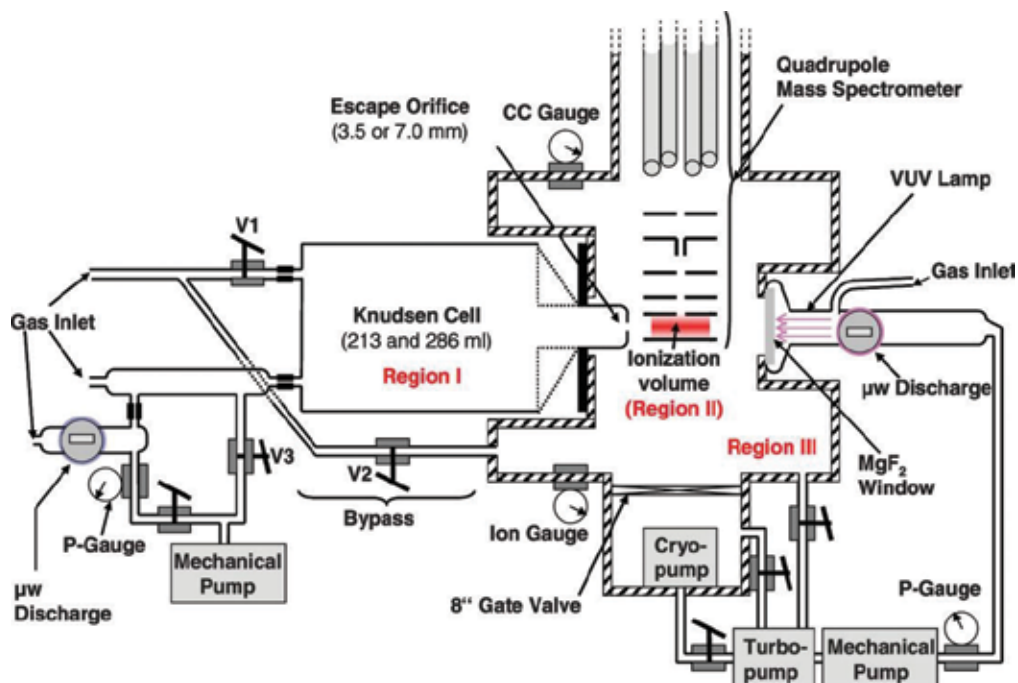 Quadrupole
Mass Spectrometer
Escape Orifice
(3.5 or 7.0 mm)
CC Gauge
VUV Lamp
V1
Gas Inlet
Gas Inlet
Knudsen Cell
(213 and 286 ml)
Region I
Ionization
volume
(Region II)
µw Discharge
Region III
MgF₂
Window
V3
V2
Bypass
P-Gauge
Ion Gauge
Mechanical
Pump
µw
Discharge
Cryo-
pump
8“ Gate Valve
P-Gauge
Turbo-
pump
Mechanical
Pump